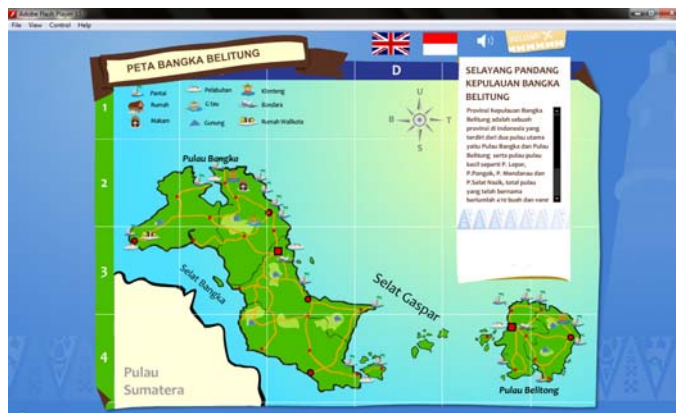 Adobe Flash Player 11
File View Control Help
PETA BANGKA BELITUNG
D
1
2
3
4
Pantai
Pelabuhan
Klenteng
Rumah
Bandara
Makam
Gunung
Rumah Walikota
U
B
T
S
SELAYANG PANDANG
KEPULAUAN BANGKA
BELITUNG
Provinsi Kepulauan Bangka
Belitung adalah sebuah
provinsi di Indonesia yang
terdiri dari dua pulau utama
yaitu Pulau Bangka dan Pulau
Belitung serta pulau pulau
kecil seperti P. Lepar,
P.Pongok, P. Mendanau dan
P.Selat Nasik, total pulau
yang telah bernama
berjumlah 470 buah dan yang
Pulau Bangka
Selat Bangka
Selat Gaspar
Pulau
Sumatera
Pulau Belitong